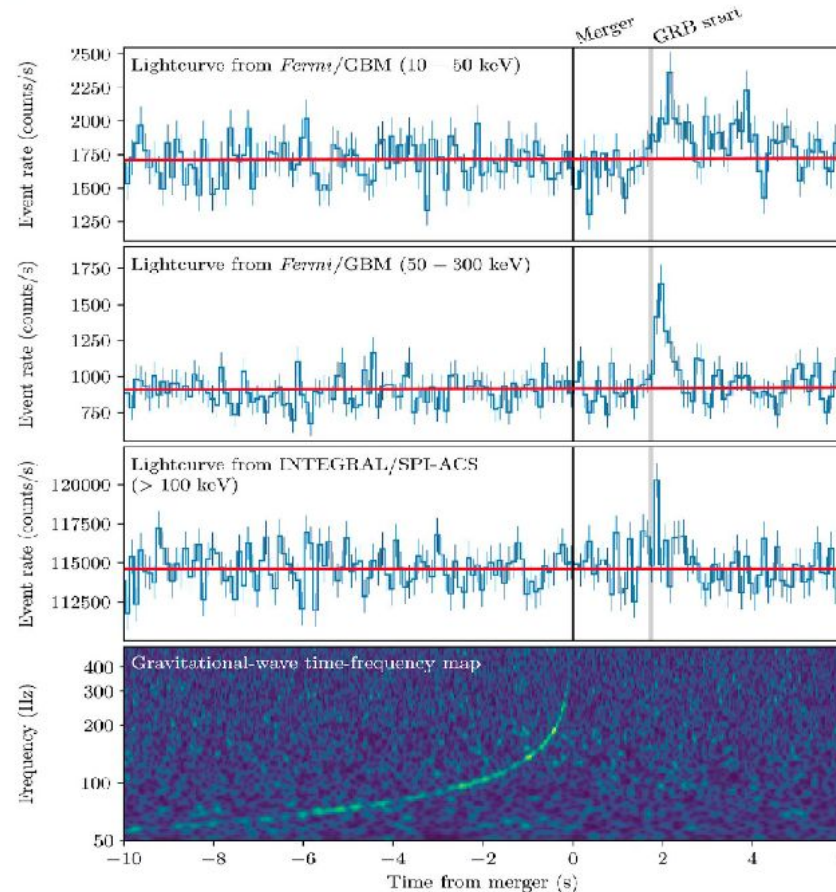 Merger
GRB start
Lightcurve from Fermi/GBM (10 − 50 keV)
Event rate (counts/s)
2500
2250
2000
1750
1500
1250
Lightcurve from Fermi/GBM (50 − 300 keV)
Event rate (counts/s)
1750
1500
1250
1000
750
Lightcurve from INTEGRAL/SPI-ACS
(> 100 keV)
Event rate (counts/s)
120000
117500
115000
112500
Gravitational-wave time-frequency map
Frequency (Hz)
400
300
200
100
50
−10 −8 −6 −4 −2 0 2 4 6
Time from merger (s)